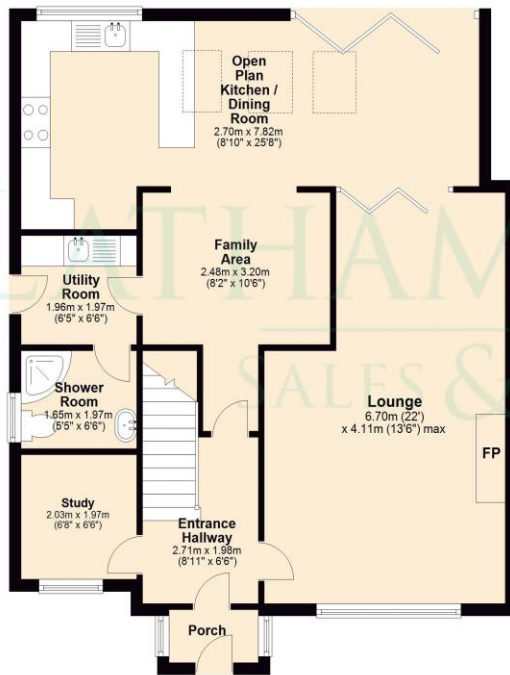 Open
Plan
Kitchen /
Dining
Room
2.70m x 7.82m
(8'10" x 25'8")
Family
Area
2.48m x 3.20m
(8'2" x 10'6")
Utility
Room
1.96m x 1.97m
(6'5" x 6'6")
Shower
Room
1.65m x 1.97m
(5'5" x 6'6")
Lounge
6.70m (22')
x 4.11m (13'6") max
FP
Study
2.03m x 1.97m
(6'8" x 6'6")
Entrance
Hallway
2.71m x 1.98m
(8'11" x 6'6")
Porch
LATHAM
SALES &